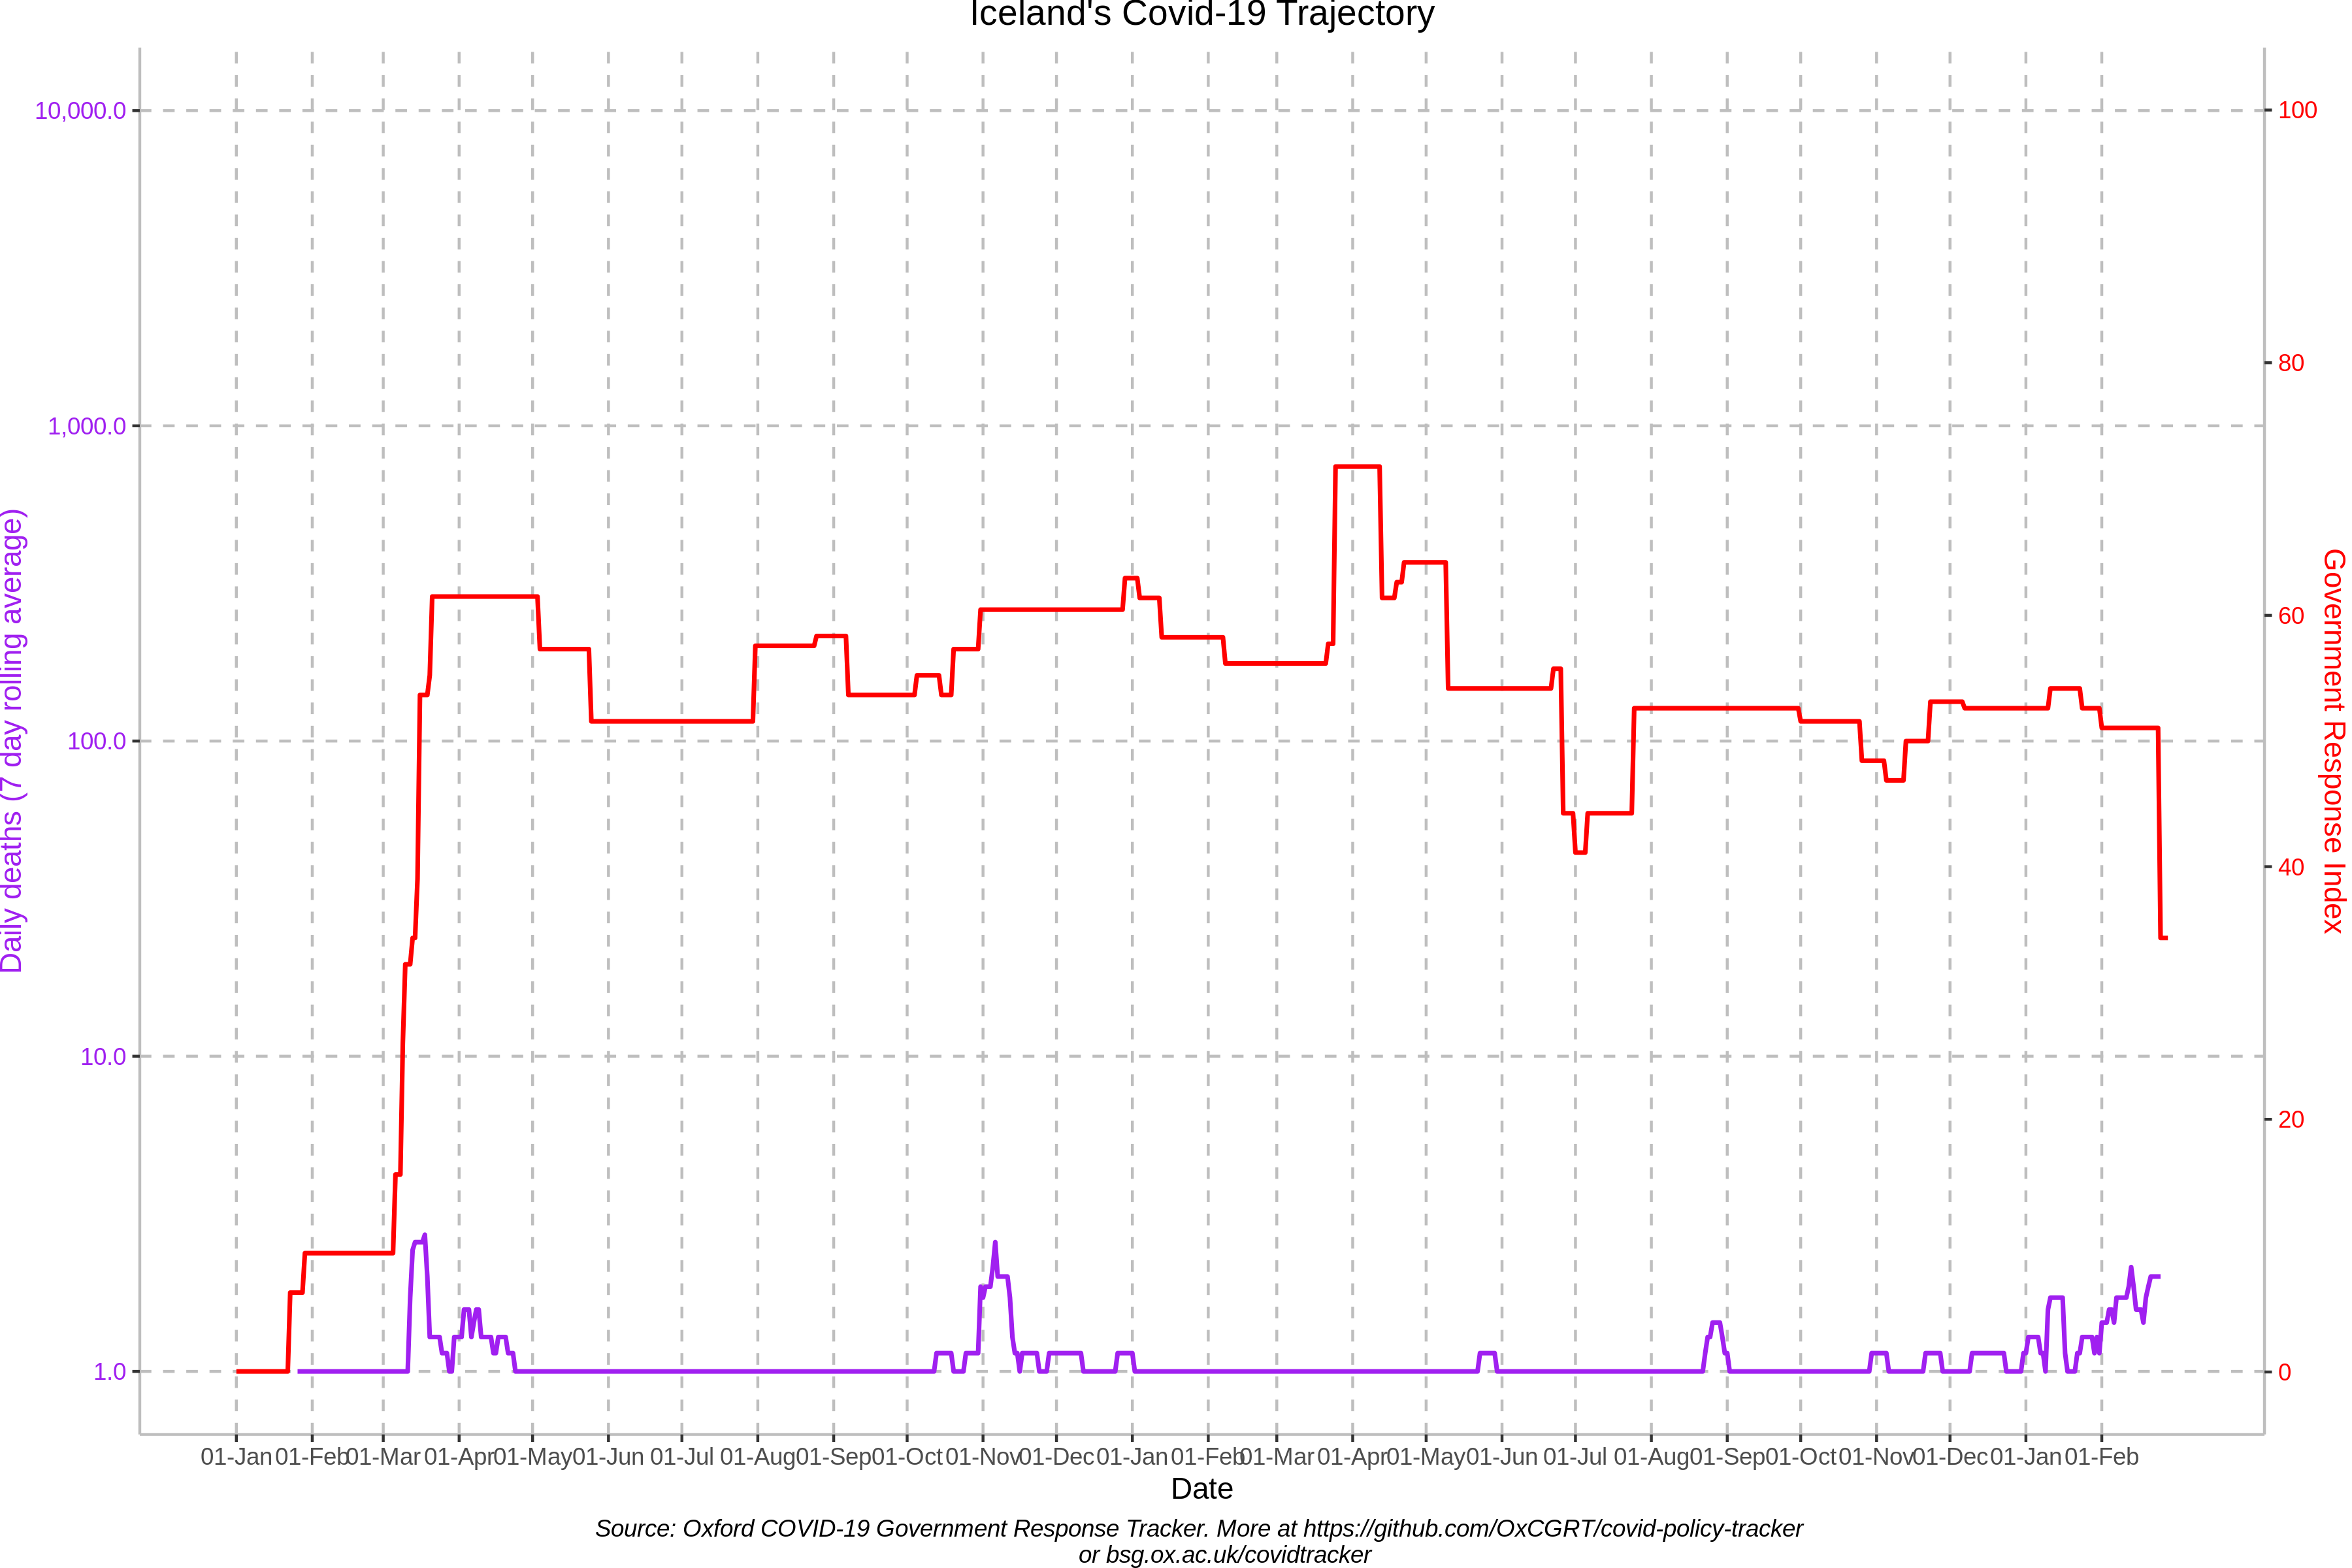 Iceland's Covid-19 Trajectory
10,000.0
1,000.0
100.0
10.0
1.0
Daily deaths (7 day rolling average)
100
80
60
40
20
0
Government Response Index
01-Jan 01-Feb 01-Mar 01-Apr 01-May 01-Jun 01-Jul 01-Aug 01-Sep 01-Oct 01-Nov 01-Dec 01-Jan 01-Feb 01-Mar 01-Apr 01-May 01-Jun 01-Jul 01-Aug 01-Sep 01-Oct 01-Nov 01-Dec 01-Jan 01-Feb
Date
Source: Oxford COVID-19 Government Response Tracker. More at https://github.com/OxCGRT/covid-policy-tracker
or bsg.ox.ac.uk/covidtracker